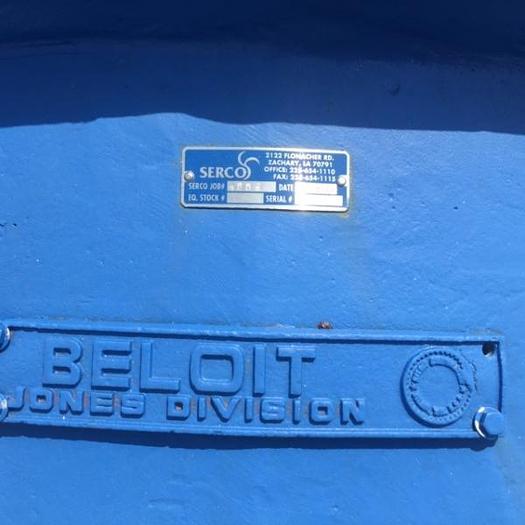 SERCO
2122 FLONACHER RD.
ZACHARY, LA 70791
OFFICE: 225-654-1110
FAX: 225-654-1115
SERCO JOB# DATE
EQ. STOCK # SERIAL #
BELOIT
JONES DIVISION